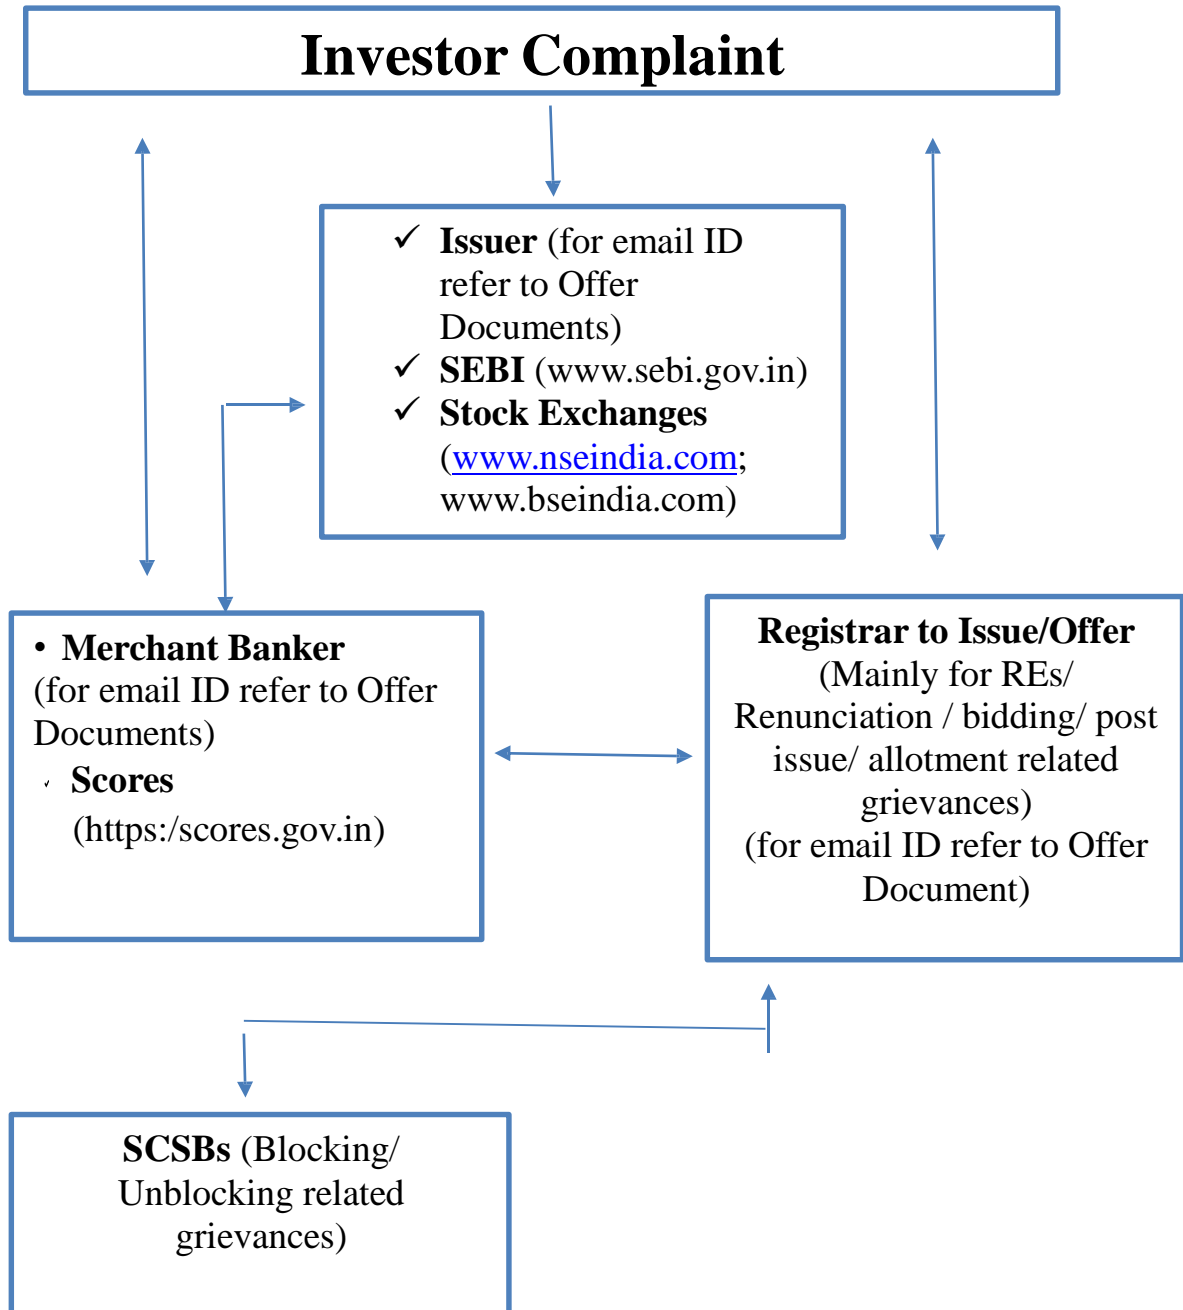 Investor Complaint
✓ Issuer (for email ID
refer to Offer
Documents)
✓ SEBI (www.sebi.gov.in)
✓ Stock Exchanges
(www.nseindia.com;
www.bseindia.com)
• Merchant Banker
(for email ID refer to Offer
Documents)
✓ Scores
(https:/scores.gov.in)
Registrar to Issue/Offer
(Mainly for REs/
Renunciation / bidding/ post
issue/ allotment related
grievances)
(for email ID refer to Offer
Document)
SCSBs (Blocking/
Unblocking related
grievances)